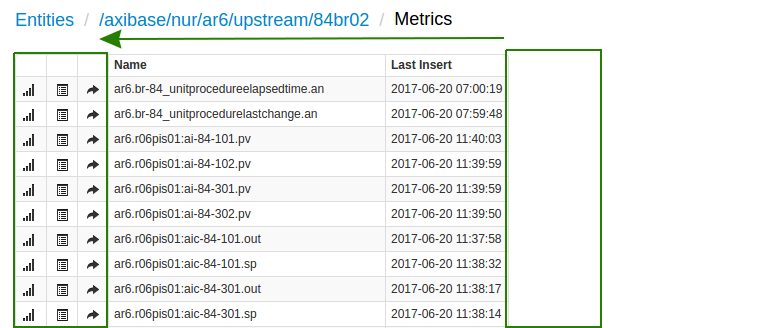 Entities / /axibase/nur/ar6/upstream/84br02 / Metrics
Name Last Insert
ar6.br-84_unitprocedureelapsedtime.an 2017-06-20 07:00:19
ar6.br-84_unitprocedurelastchange.an 2017-06-20 07:59:48
ar6.r06pis01:ai-84-101.pv 2017-06-20 11:40:03
ar6.r06pis01:ai-84-102.pv 2017-06-20 11:39:59
ar6.r06pis01:ai-84-301.pv 2017-06-20 11:39:59
ar6.r06pis01:ai-84-302.pv 2017-06-20 11:39:50
ar6.r06pis01:aic-84-101.out 2017-06-20 11:37:58
ar6.r06pis01:aic-84-101.sp 2017-06-20 11:38:32
ar6.r06pis01:aic-84-301.out 2017-06-20 11:38:17
ar6.r06pis01:aic-84-301.sp 2017-06-20 11:38:14